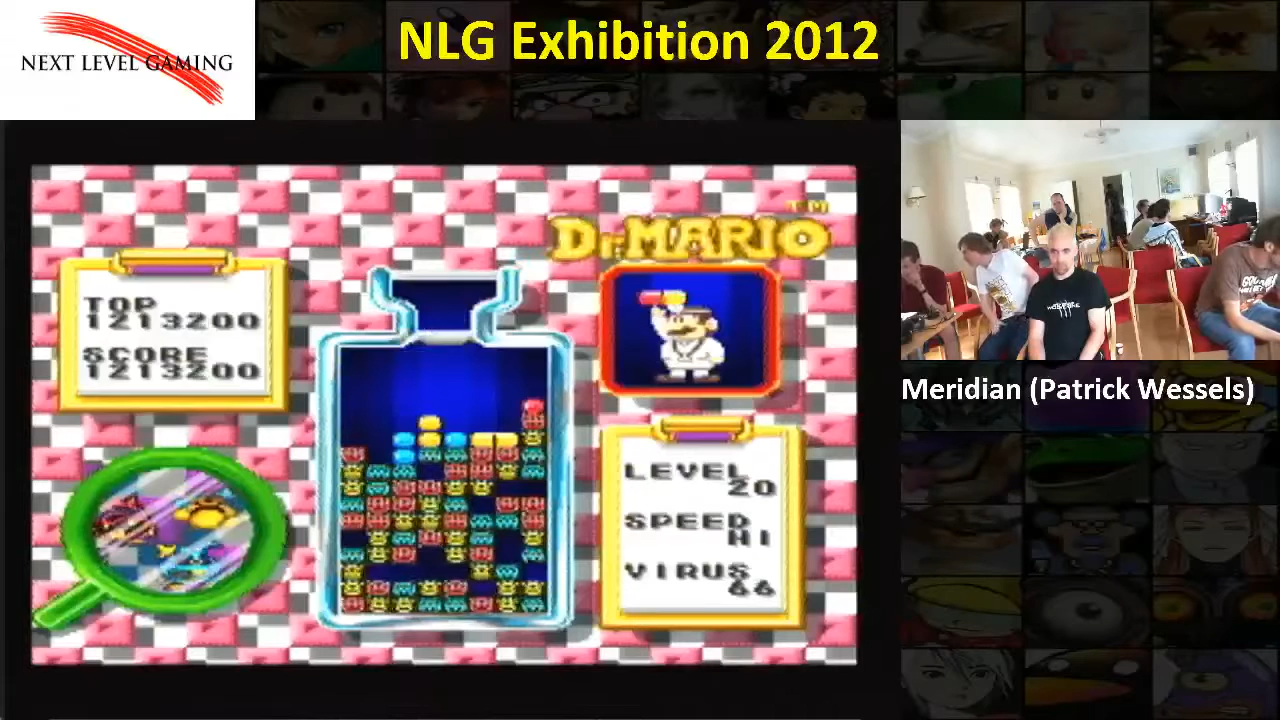 NEXT LEVEL GAMING
NLG Exhibition 2012
Dr. MARIO
TM
TOP
1213200
SCORE
1213200
LEVEL
20
SPEED
HI
VIRUS
66
Meridian (Patrick Wessels)